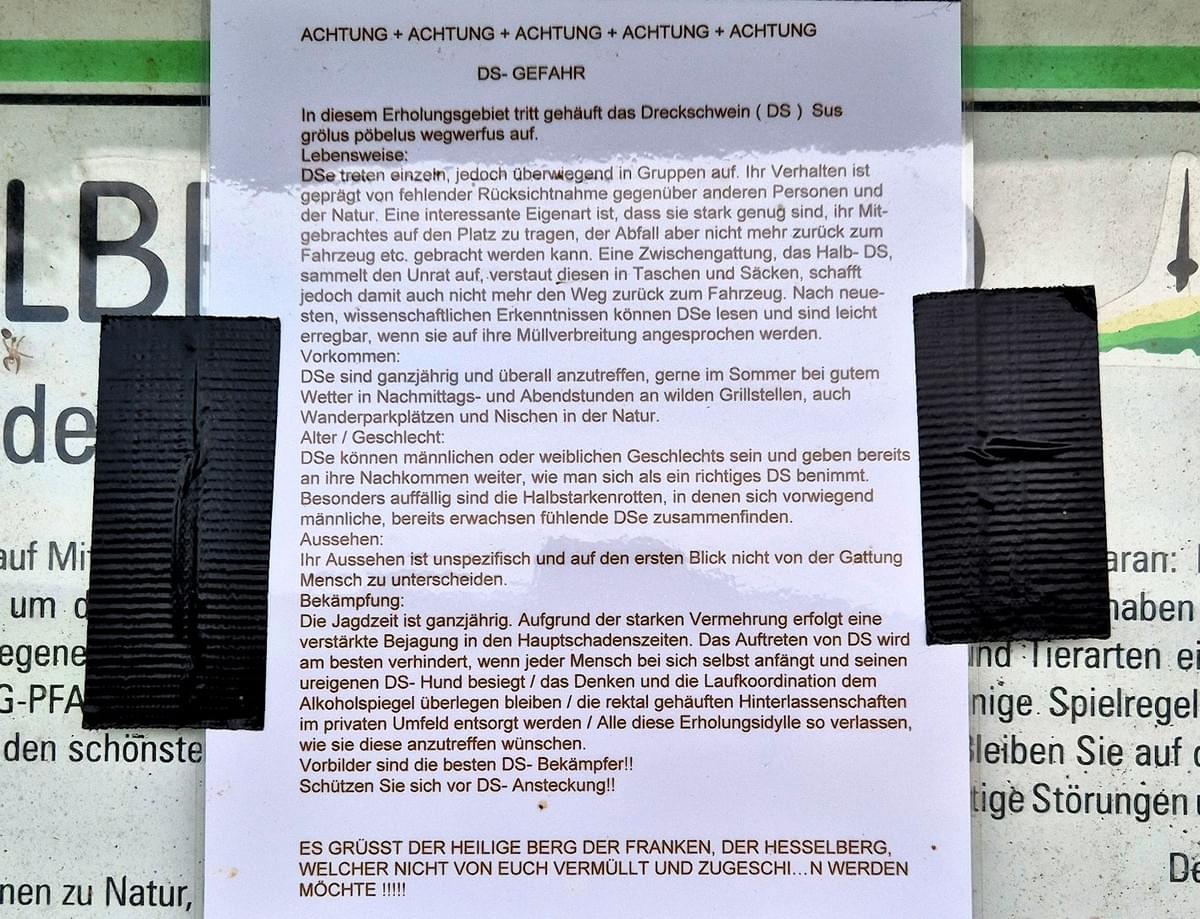 ACHTUNG + ACHTUNG + ACHTUNG + ACHTUNG + ACHTUNG
DS- GEFAHR
In diesem Erholungsgebiet tritt gehäuft das Dreckschwein ( DS ) Sus
grölus pöbelus wegwerfus auf.
Lebensweise:
DSe treten einzeln, jedoch überwiegend in Gruppen auf. Ihr Verhalten ist
geprägt von fehlender Rücksichtnahme gegenüber anderen Personen und
der Natur. Eine interessante Eigenart ist, dass sie stark genug sind, ihr Mit-
gebrachtes auf den Platz zu tragen, der Abfall aber nicht mehr zurück zum
Fahrzeug etc. gebracht werden kann. Eine Zwischengattung, das Halb- DS,
sammelt den Unrat auf, verstaut diesen in Taschen und Säcken, schafft
jedoch damit auch nicht mehr den Weg zurück zum Fahrzeug. Nach neue-
sten, wissenschaftlichen Erkenntnissen können DSe lesen und sind leicht
erregbar, wenn sie auf ihre Müllverbreitung angesprochen werden.
Vorkommen:
DSe sind ganzjährig und überall anzutreffen, gerne im Sommer bei gutem
Wetter in Nachmittags- und Abendstunden an wilden Grillstellen, auch
Wanderparkplätzen und Nischen in der Natur.
Alter / Geschlecht:
DSe können männlichen oder weiblichen Geschlechts sein und geben bereits
an ihre Nachkommen weiter, wie man sich als ein richtiges DS benimmt.
Besonders auffällig sind die Halbstarkenrotten, in denen sich vorwiegend
männliche, bereits erwachsen fühlende DSe zusammenfinden.
Aussehen:
Ihr Aussehen ist unspezifisch und auf den ersten Blick nicht von der Gattung
Mensch zu unterscheiden.
Bekämpfung:
Die Jagdzeit ist ganzjährig. Aufgrund der starken Vermehrung erfolgt eine
verstärkte Bejagung in den Hauptschadenszeiten. Das Auftreten von DS wird
am besten verhindert, wenn jeder Mensch bei sich selbst anfängt und seinen
ureigenen DS- Hund besiegt / das Denken und die Laufkoordination dem
Alkoholspiegel überlegen bleiben / die rektal gehäuften Hinterlassenschaften
im privaten Umfeld entsorgt werden / Alle diese Erholungsidylle so verlassen,
wie sie diese anzutreffen wünschen.
Vorbilder sind die besten DS- Bekämpfer!!
Schützen Sie sich vor DS- Ansteckung!!
ES GRÜSST DER HEILIGE BERG DER FRANKEN, DER HESSELBERG,
WELCHER NICHT VON EUCH VERMÜLLT UND ZUGESCHI...N WERDEN
MÖCHTE !!!!!
LB
de
auf Mit
um d
egene
G-PFA
den schönste
nen zu Natur,
aran:
haben
und Tierarten ei
nige Spielregel
Bleiben Sie auf d
tige Störungen
De